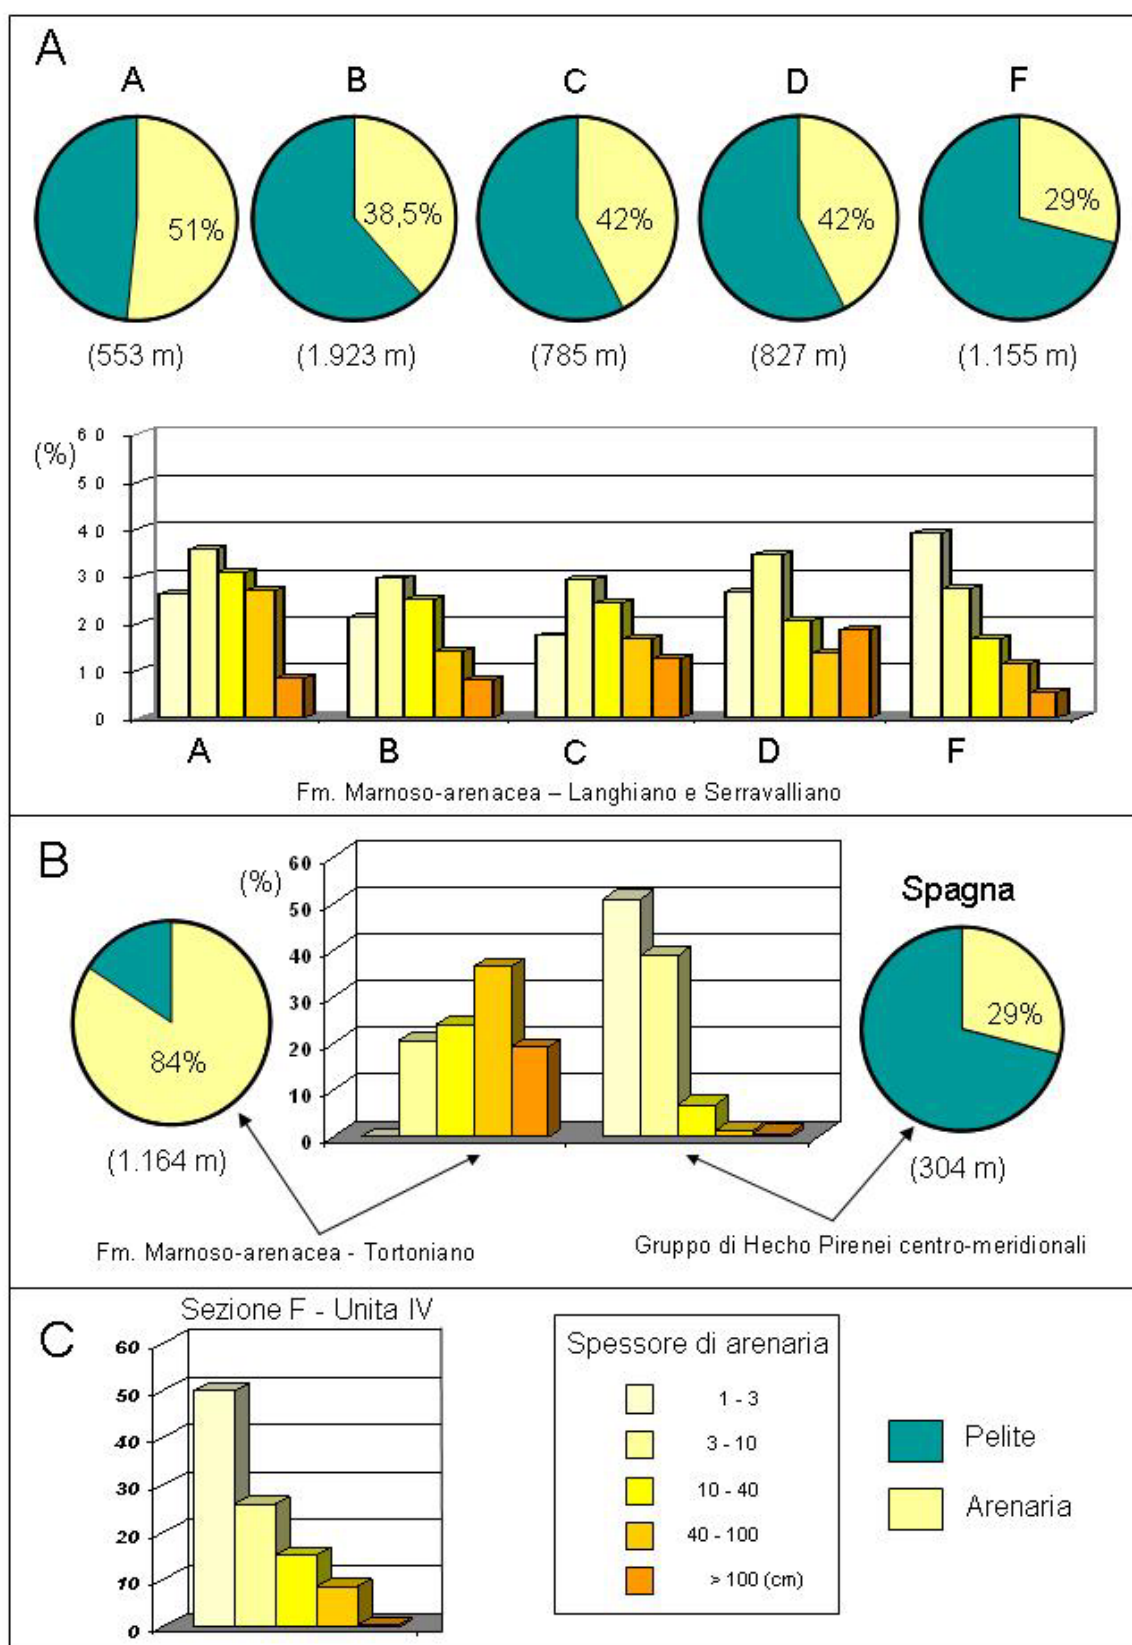 A
A B C D F
51% 38,5% 42% 42% 29%
(553 m) (1.923 m) (785 m) (827 m) (1.155 m)
(%)
60
50
40
30
20
10
0
A B C D F
Fm. Marnoso-arenacea – Langhiano e Serravalliano
B
(%)
60
50
40
30
20
10
0
Spagna
84%
29%
(1.164 m)
(304 m)
Fm. Marnoso-arenacea - Tortoniano
Gruppo di Hecho Pirenei centro-meridionali
C
Sezione F - Unita IV
60
50
40
30
20
10
0
Spessore di arenaria
1 - 3
3 - 10
10 - 40
40 - 100
> 100 (cm)
Pelite
Arenaria